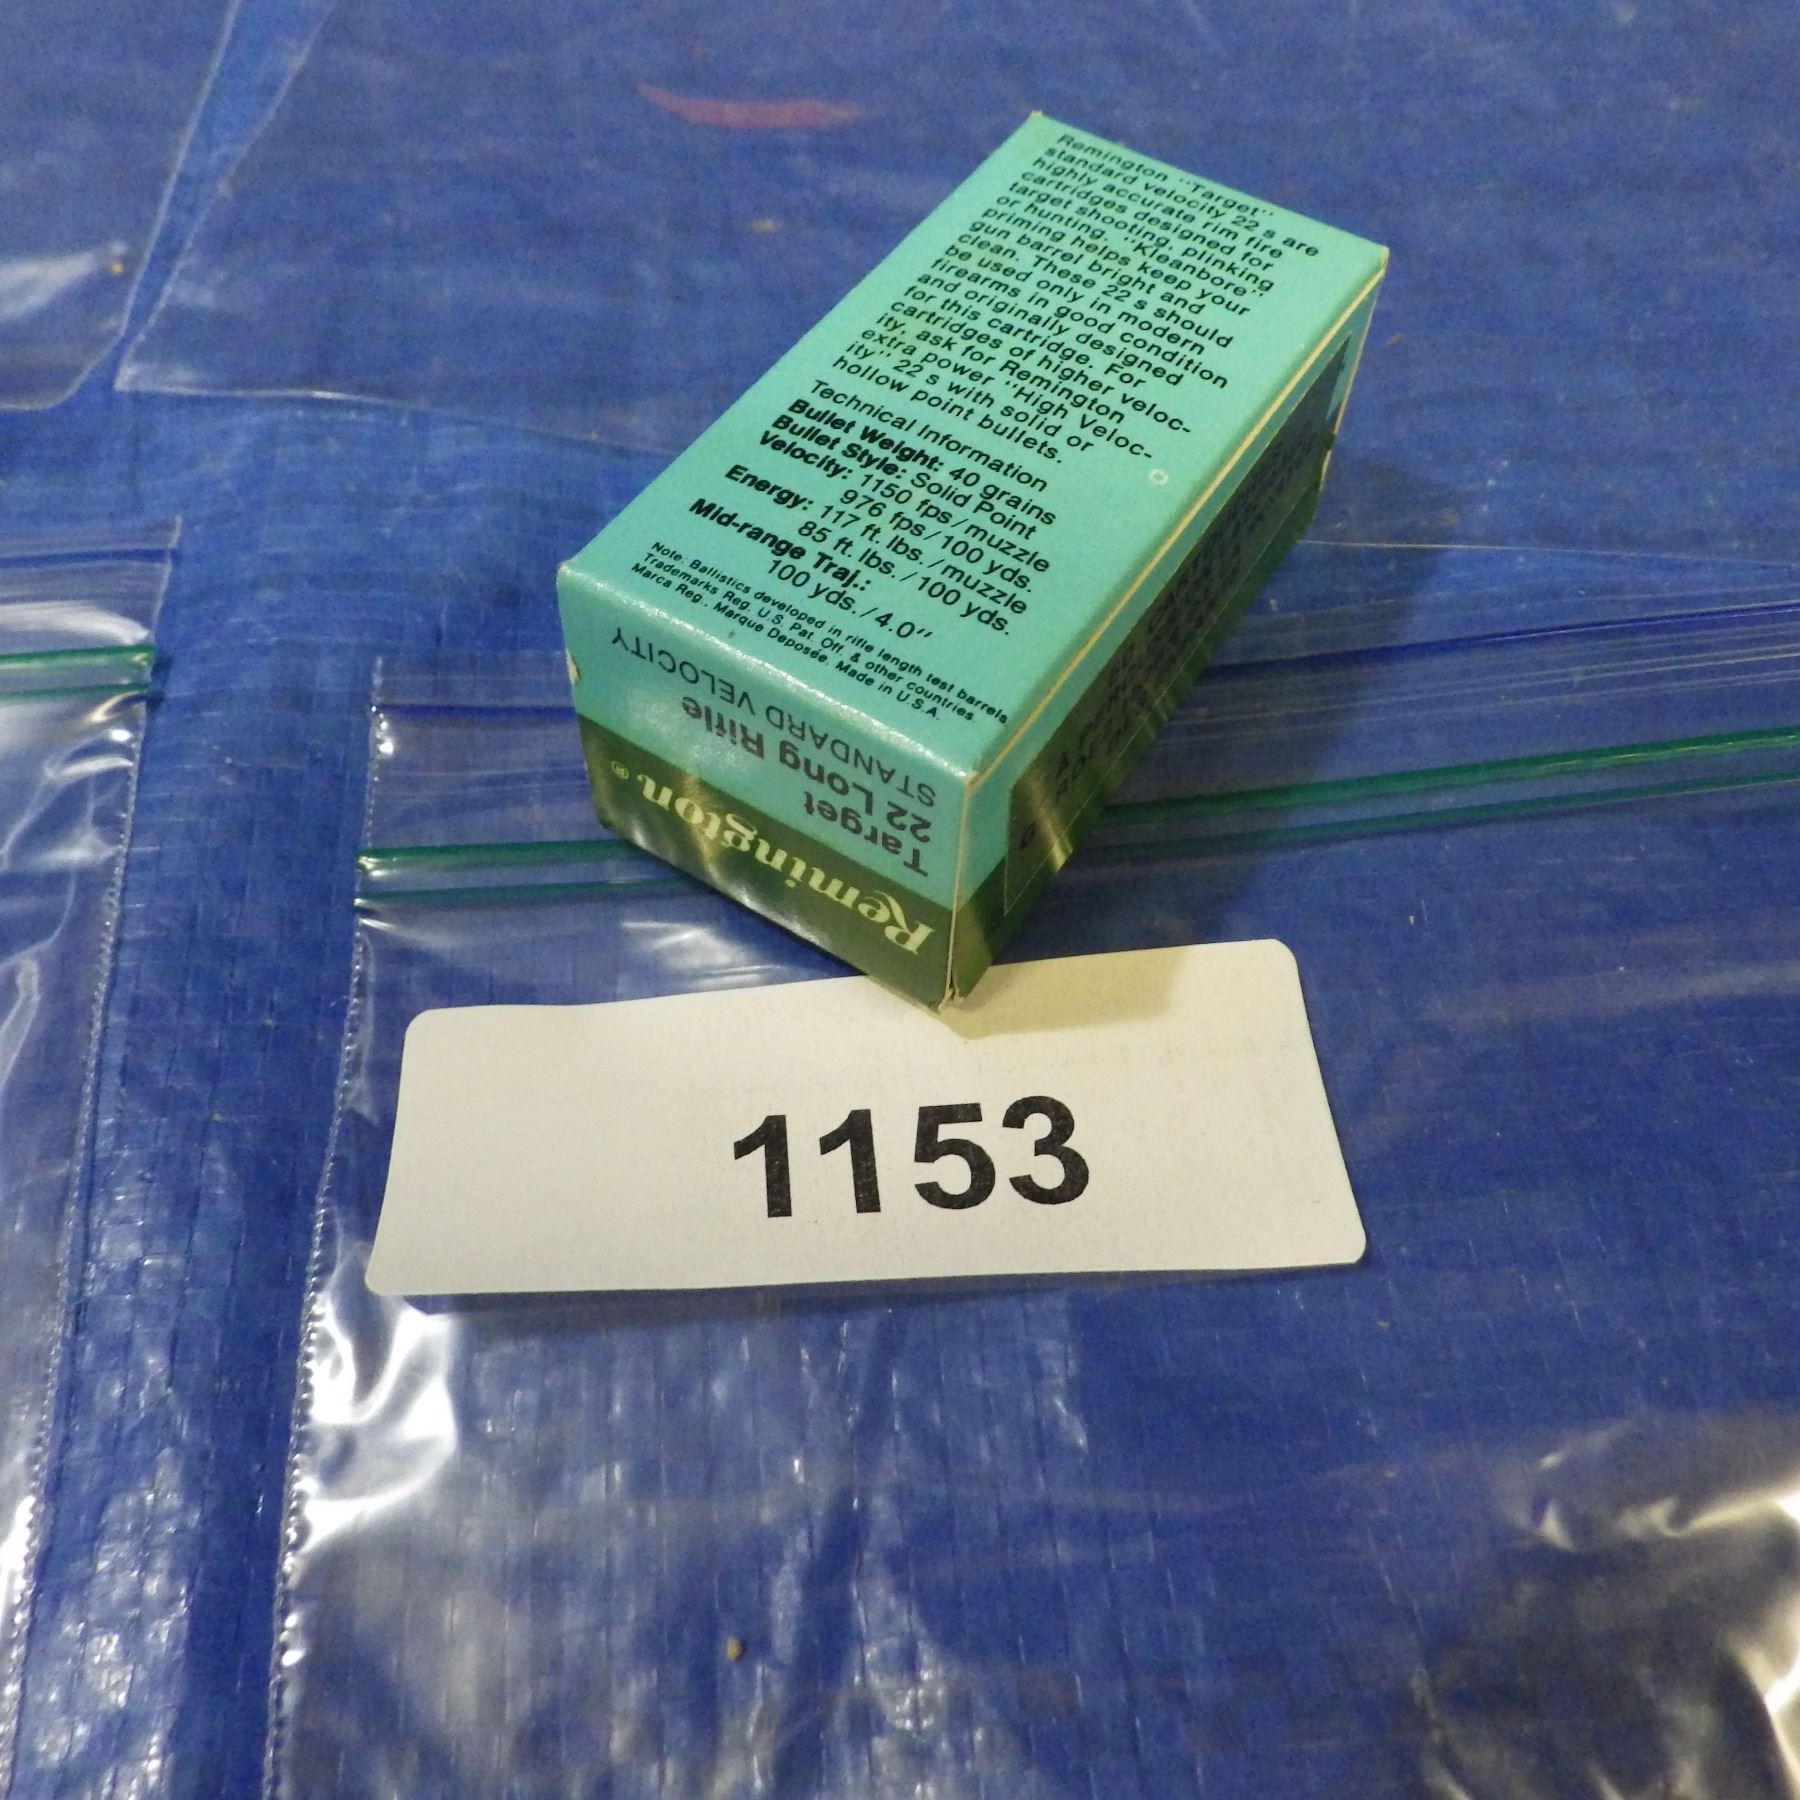 Remington "Target"
standard velocity 22 s are
highly accurate rim fire
cartridges designed for
target shooting, plinking
or hunting. "Kleanbore"
priming helps keep your
gun barrel bright and
clean. These 22 s should
be used only in modern
firearms in good condition
and originally designed
for this cartridge. For
cartridges of higher veloc-
ity, ask for Remington
extra power "High Veloc-
ity" 22 s with solid or
hollow point bullets.
Technical Information
Bullet Weight: 40 grains
Bullet Style: Solid Point
Velocity: 1150 fps/muzzle
976 fps/100 yds.
Energy: 117 ft. lbs./muzzle
85 ft. lbs./100 yds.
Mid-range Traj.:
100 yds./4.0"
Note: Ballistics developed in rifle length test barrels
Trademarks Reg. U.S. Pat. Off. & other countries.
Marca Reg., Marque Deposée. Made in U.S.A.
Remington®
Target
22 Long Rifle
STANDARD VELOCITY
1153